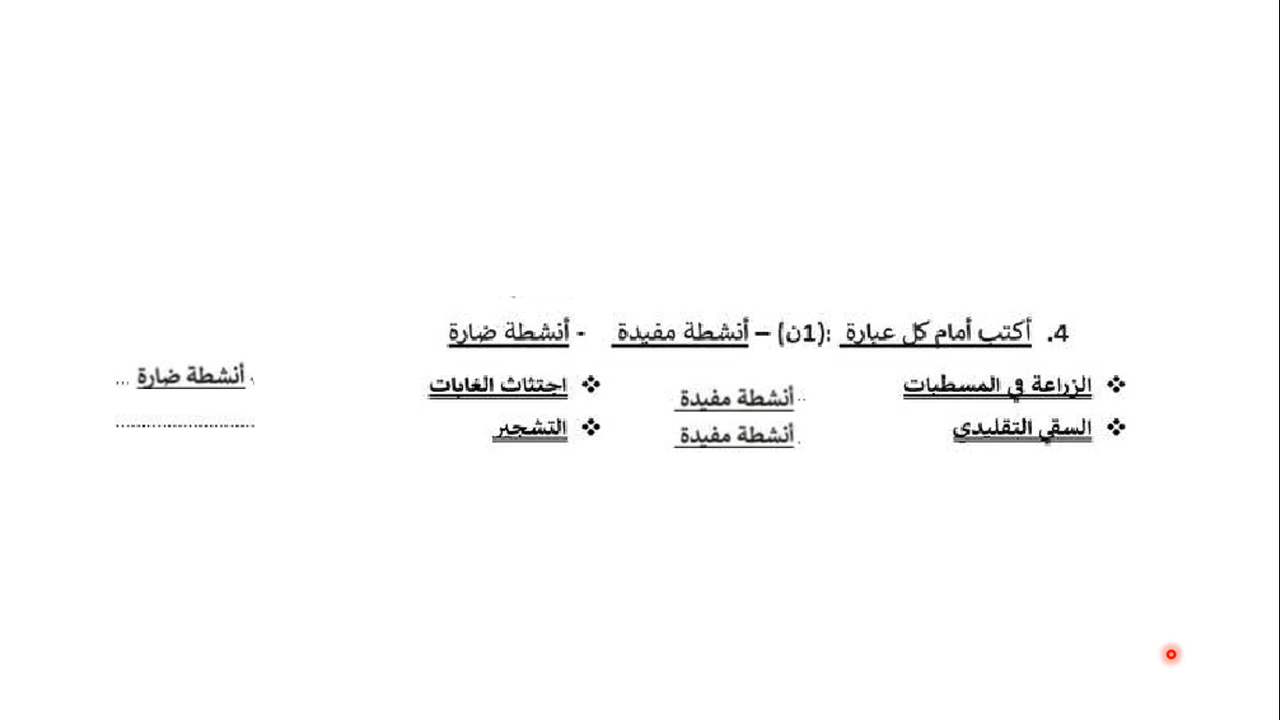 4. أكتب أمام كل عبارة :(1ن) – أنشطة مفيدة - أنشطة ضارة
❖ الزراعة في المسطبات .. أنشطة مفيدة ❖ اجتثاث الغابات . أنشطة ضارة ...
❖ السقي التقليدي . أنشطة مفيدة ❖ التشجير ..............................